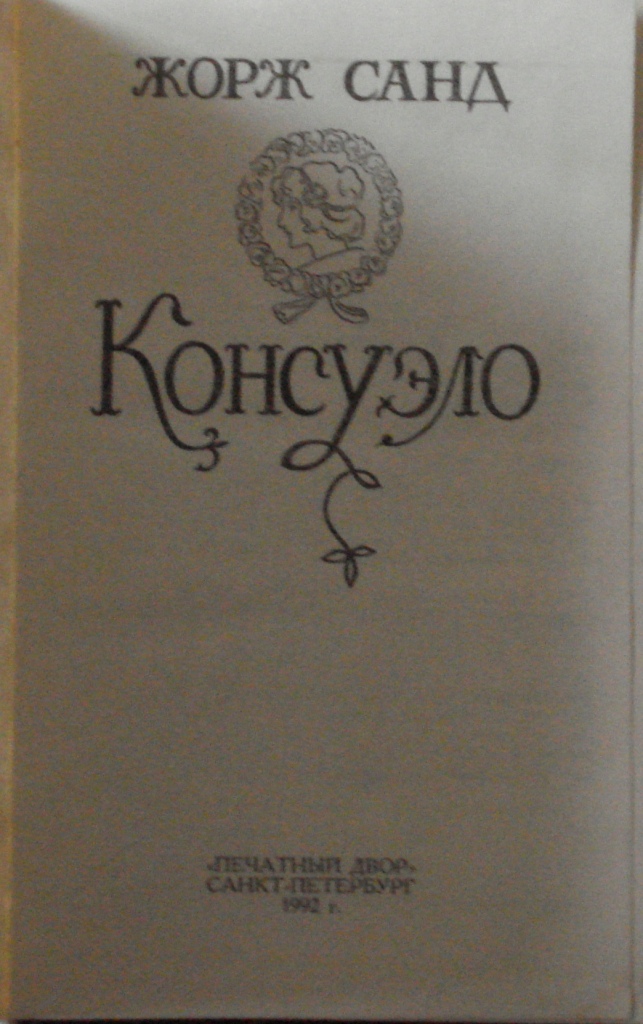 ЖОРЖ САНД
Консуэло
«ПЕЧАТНЫЙ ДВОР»
САНКТ-ПЕТЕРБУРГ
1992 г.